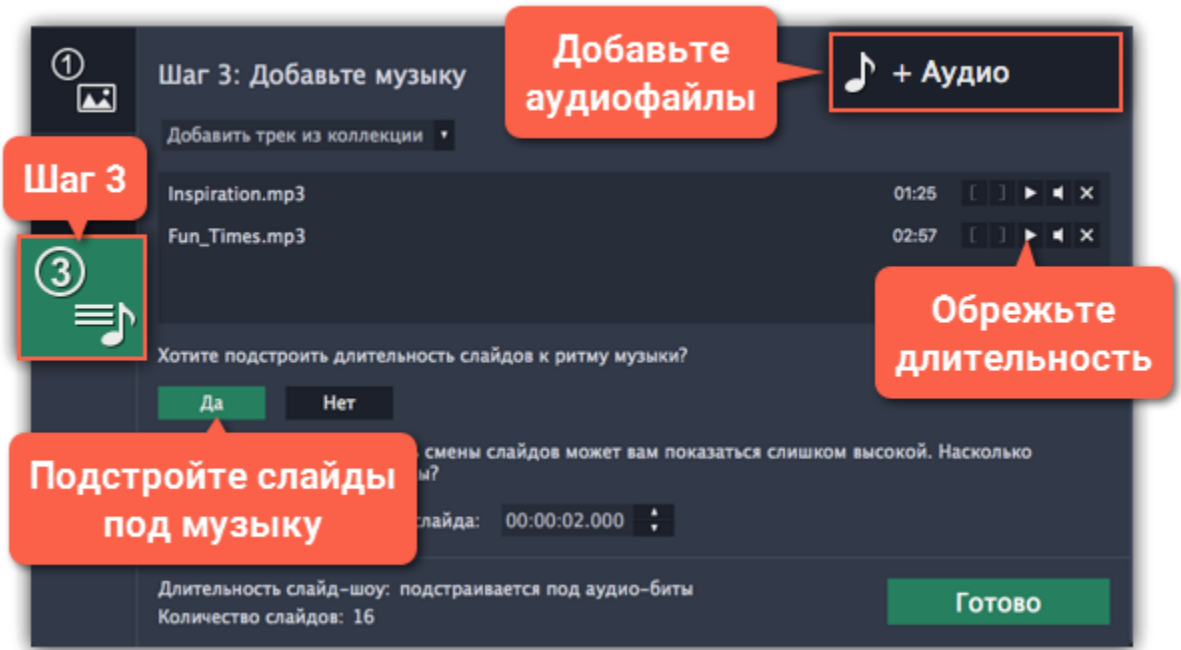 ①
Шаг 3: Добавьте музыку
Добавьте
аудиофайлы
+ Аудио
Добавить трек из коллекции
Шаг 3
Inspiration.mp3 01:25 [ ]
Fun_Times.mp3 02:57 [ ]
③
Обрежьте
длительность
Хотите подстроить длительность слайдов к ритму музыки?
Да Нет
Подстройте слайды
под музыку
смены слайдов может вам показаться слишком высокой. Насколько
слайда: 00:00:02.000
Длительность слайд-шоу: подстраивается под аудио-биты
Количество слайдов: 16
Готово